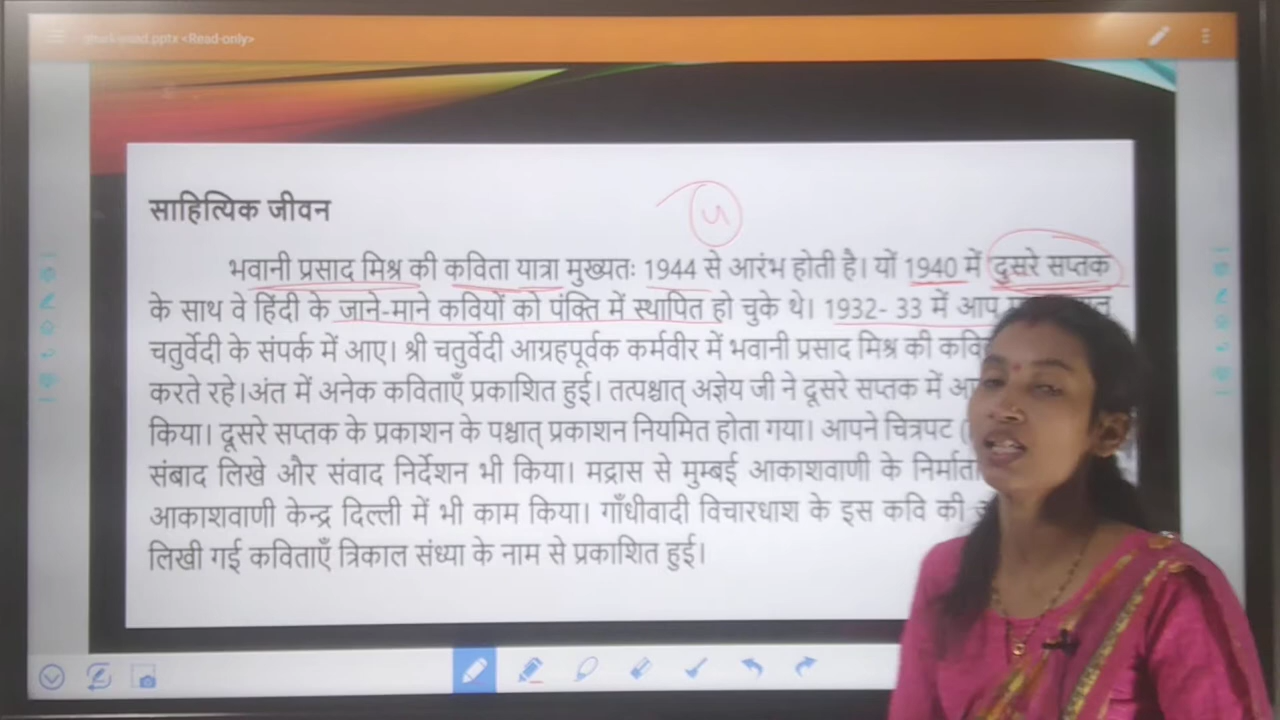 <Read-only>
साहित्यिक जीवन
भवानी प्रसाद मिश्र की कविता यात्रा मुख्यतः 1944 से आरंभ होती है। यों 1940 में दुसरे सप्तक
के साथ वे हिंदी के जाने-माने कवियों को पंक्ति में स्थापित हो चुके थे। 1932- 33 में आप
चतुर्वेदी के संपर्क में आए। श्री चतुर्वेदी आग्रहपूर्वक कर्मवीर में भवानी प्रसाद मिश्र की
करते रहे।अंत में अनेक कविताएँ प्रकाशित हुई। तत्पश्चात् अज्ञेय जी ने दूसरे सप्तक में
किया। दूसरे सप्तक के प्रकाशन के पश्चात् प्रकाशन नियमित होता गया। आपने चित्रपट (
संबाद लिखे और संवाद निर्देशन भी किया। मद्रास से मुम्बई आकाशवाणी के
आकाशवाणी केन्द्र दिल्ली में भी काम किया। गाँधीवादी विचारधाश के इस कवि की
लिखी गई कविताएँ त्रिकाल संध्या के नाम से प्रकाशित हुई।